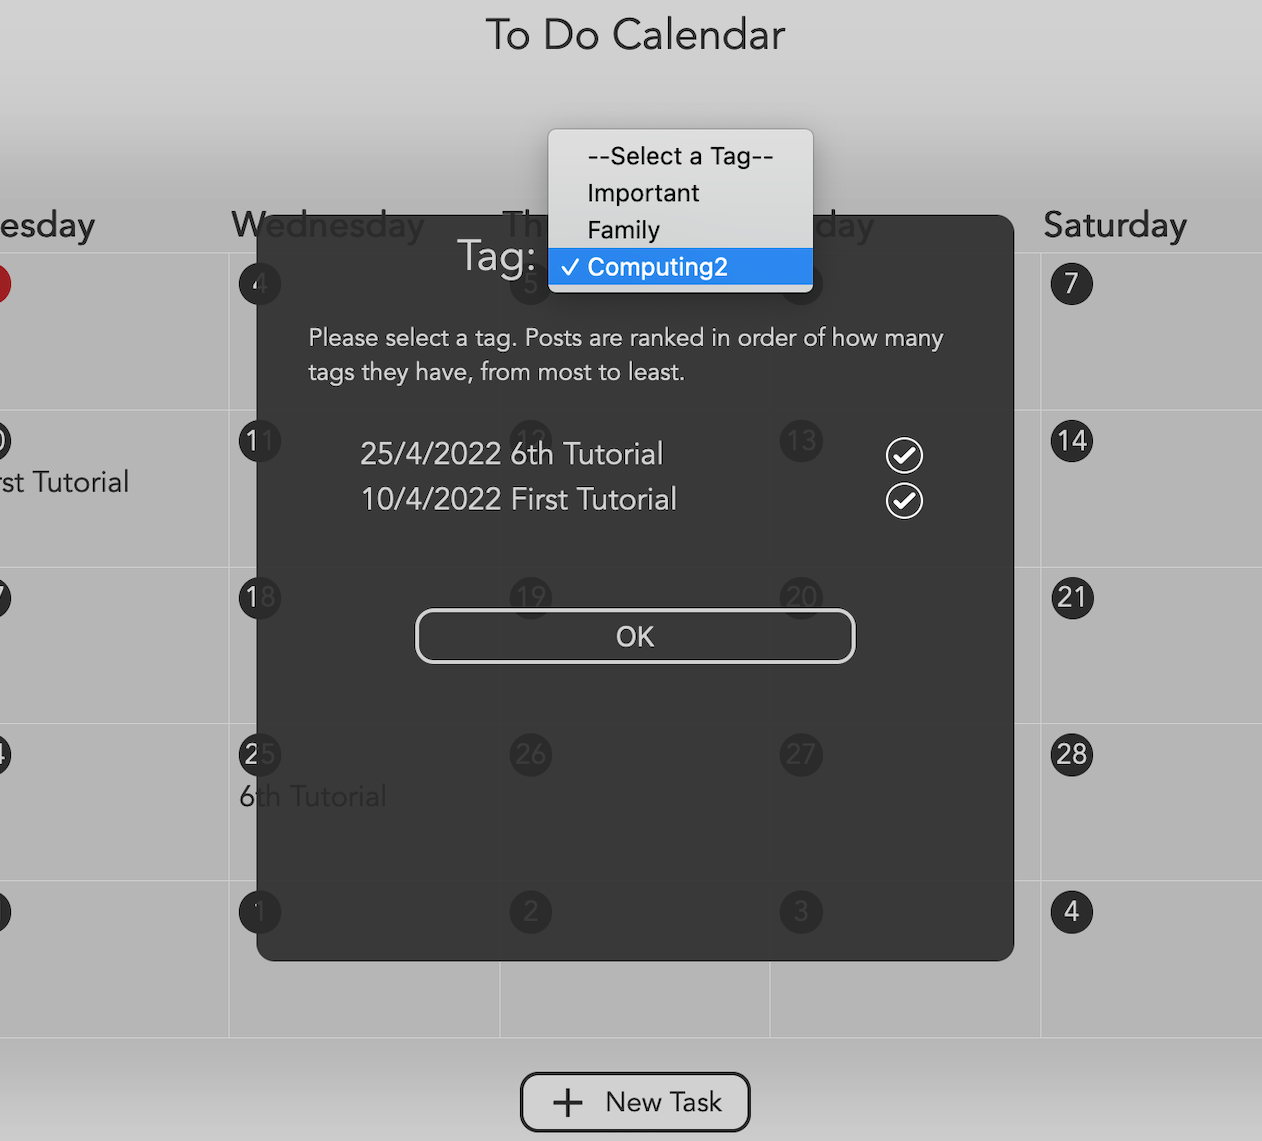 To Do Calendar
--Select a Tag--
Important
Family
✓ Computing2
esday Wednesday Th day Saturday
Tag:
4 5 7
Please select a tag. Posts are ranked in order of how many
tags they have, from most to least.
11 12 13 14
25/4/2022 6th Tutorial
rst Tutorial
10/4/2022 First Tutorial
18 19 20 21
OK
25 26 27 28
6th Tutorial
1 2 3 4
+ New Task